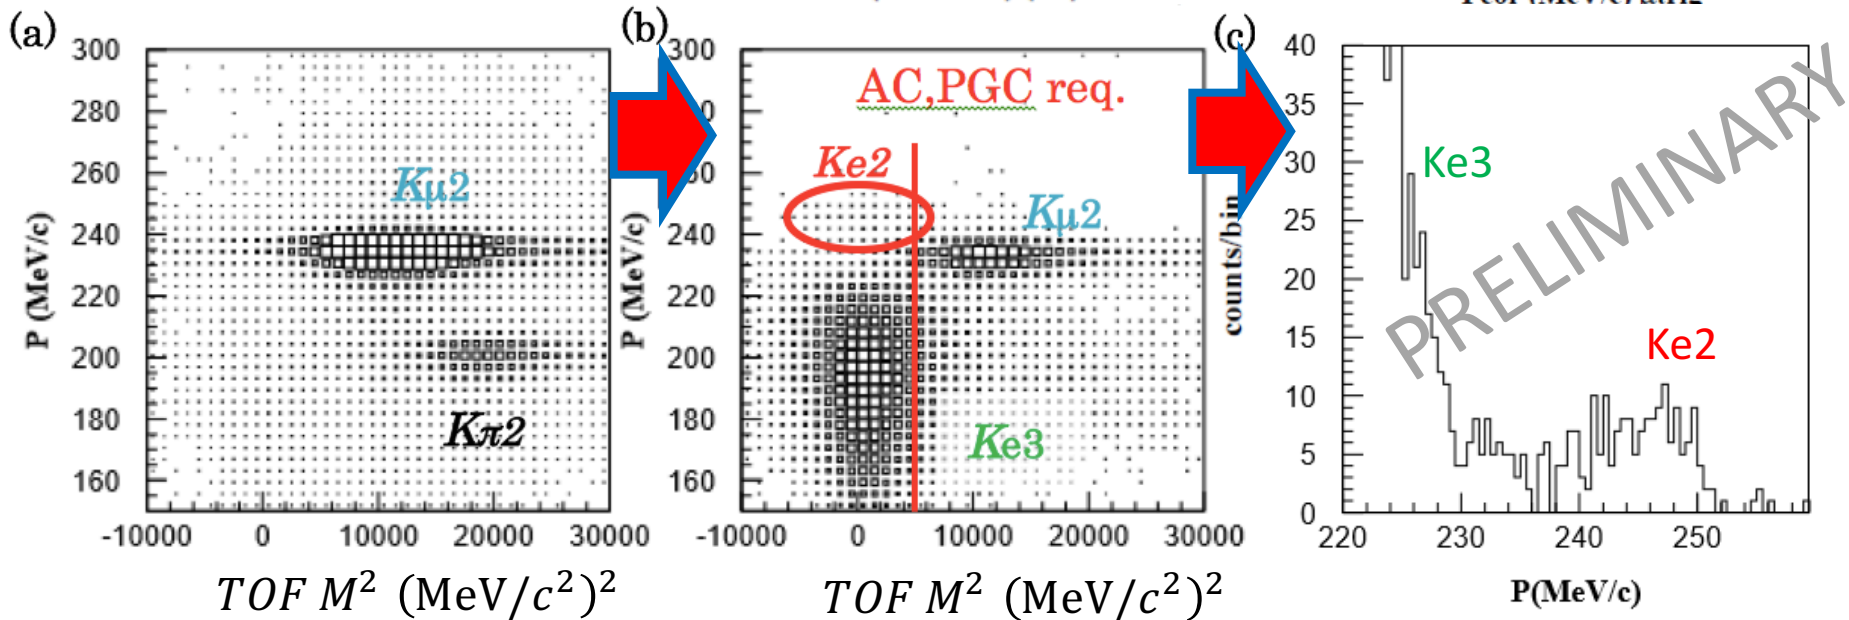 (a)
300
280
260
240
220
200
180
160
P (MeV/c)
Kμ2
Kπ2
-10000 0 10000 20000 30000
TOF M² (MeV/c²)²
(b)
300
240
220
200
180
160
P (MeV/c)
AC,PGC req.
Ke2
Kμ2
Ke3
-10000 0 10000 20000 30000
TOF M² (MeV/c²)²
(c)
40
35
30
25
20
15
10
5
0
counts/bin
Ke3
Ke2
PRELIMINARY
220 230 240 250
P(MeV/c)